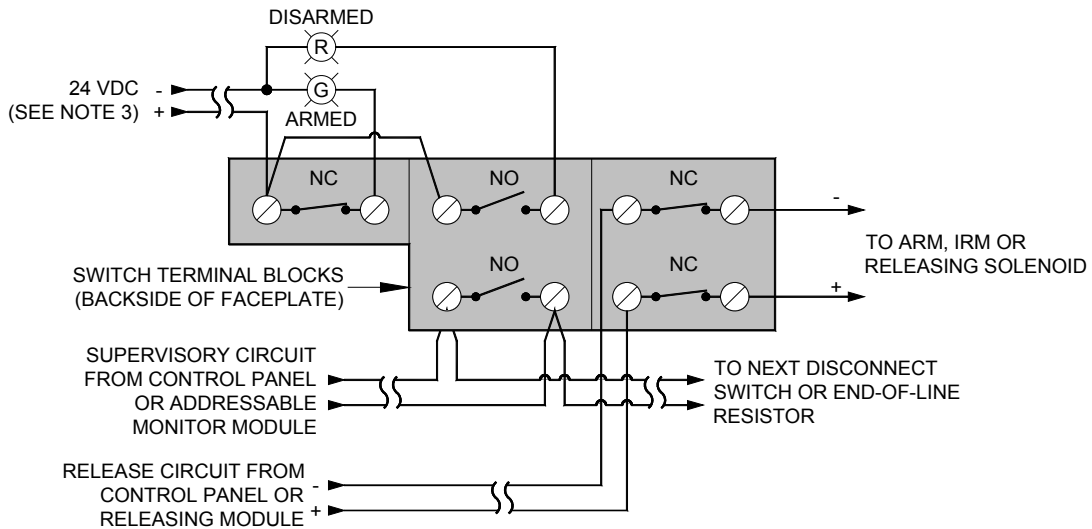 DISARMED
R
24 VDC
(SEE NOTE 3)
-
+
G
ARMED
NC
NO
NC
-
TO ARM, IRM OR
RELEASING SOLENOID
+
SWITCH TERMINAL BLOCKS
(BACKSIDE OF FACEPLATE)
NO
NC
SUPERVISORY CIRCUIT
FROM CONTROL PANEL
OR ADDRESSABLE
MONITOR MODULE
TO NEXT DISCONNECT
SWITCH OR END-OF-LINE
RESISTOR
RELEASE CIRCUIT FROM
CONTROL PANEL OR
RELEASING MODULE
-
+